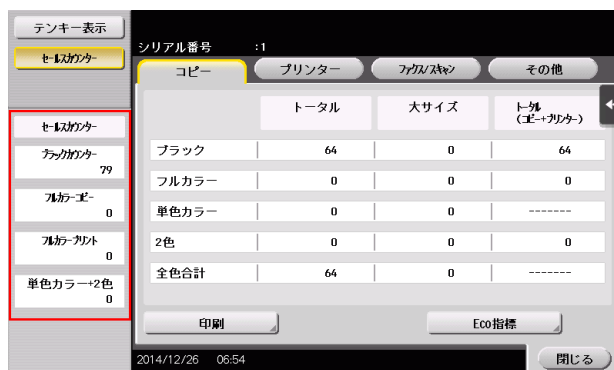 テンキー表示
セールスカウンター
シリアル番号 :1
コピー プリンター ファクス/スキャン その他
トータル 大サイズ トータル
(コピー+プリンター)
ブラック 64 0 64
フルカラー 0 0 0
単色カラー 0 0 -------
2色 0 0 0
全色合計 64 0 -------
セールスカウンター
ブラックカウンター
79
フルカラーコピー
0
フルカラープリント
0
単色カラー+2色
0
印刷 Eco指標
2014/12/26 06:54 閉じる